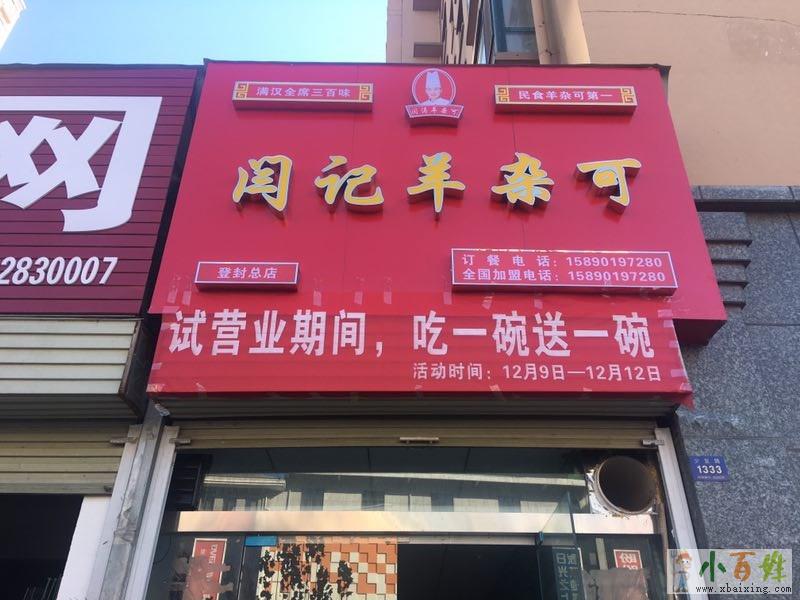 满汉全席三百味
民食羊杂可第一
闫记羊杂可
网
2830007
登封总店
订餐电话：15890197280
全国加盟电话：15890197280
试营业期间，吃一碗送一碗
活动时间：12月9日—12月12日
1333
小百姓
www.xbaixing.com